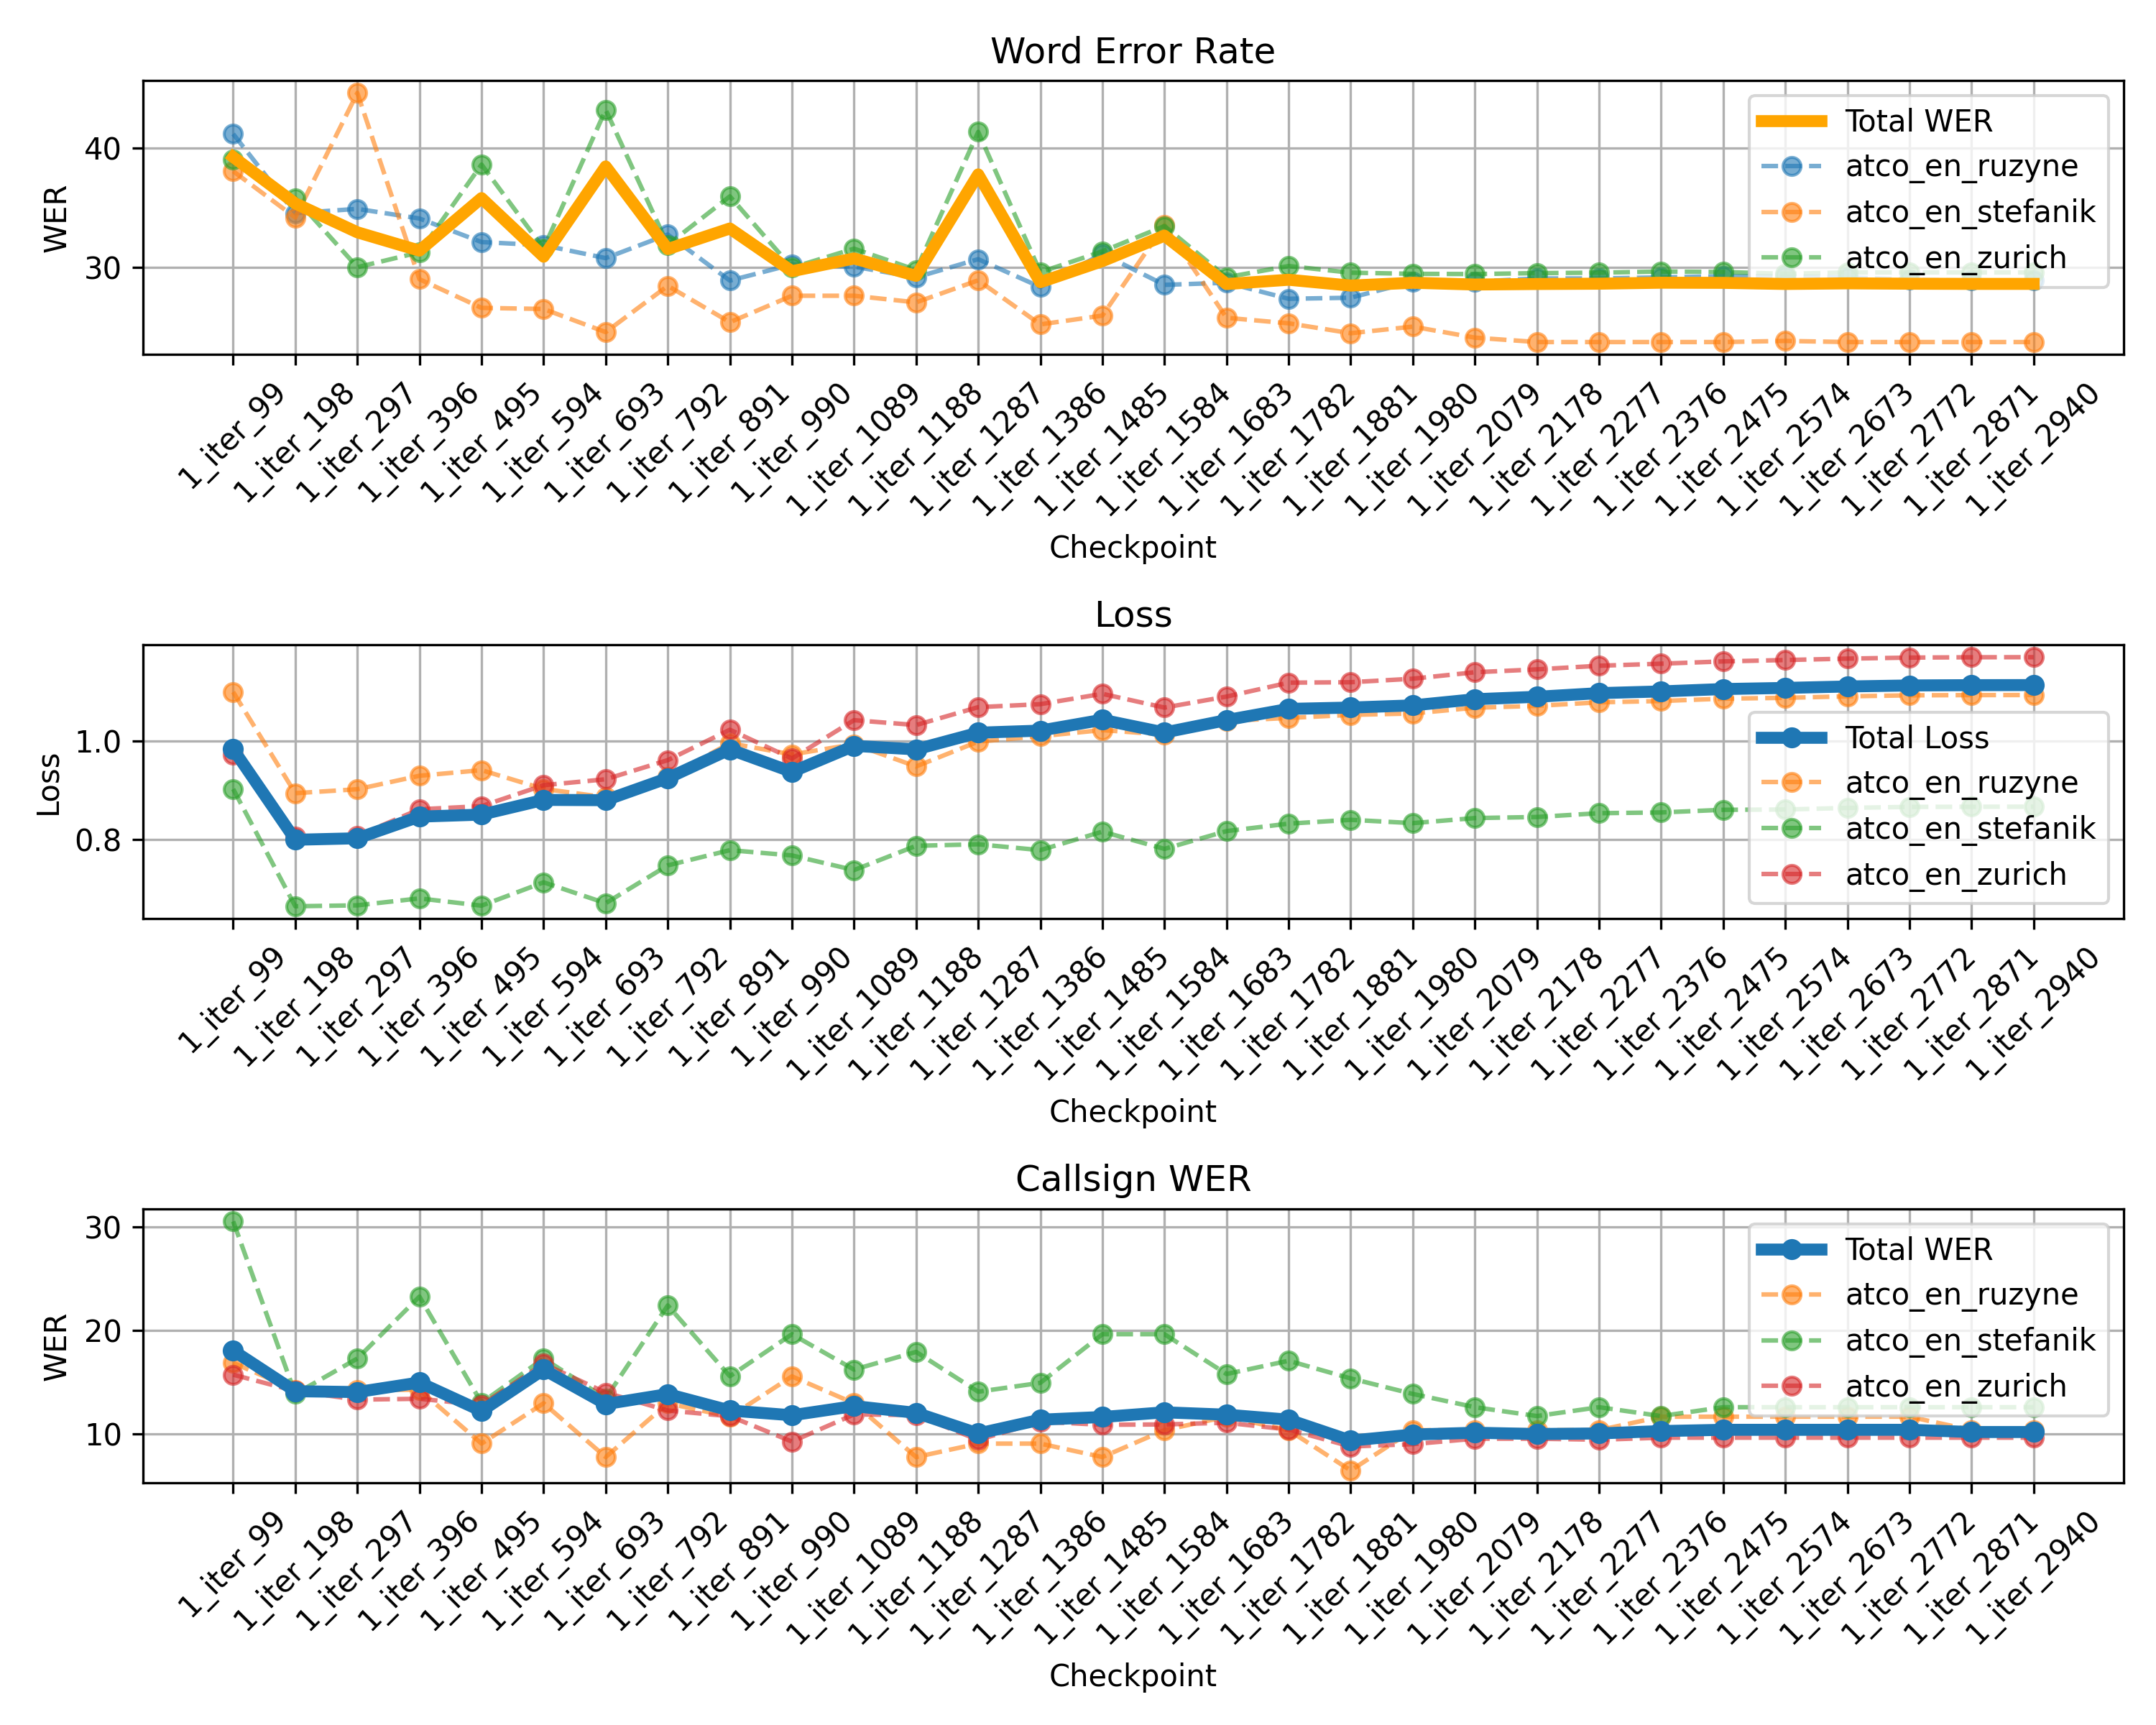 Word Error Rate
WER
40
30
Total WER
atco_en_ruzyne
atco_en_stefanik
atco_en_zurich
1_iter_99
1_iter_198
1_iter_297
1_iter_396
1_iter_495
1_iter_594
1_iter_693
1_iter_792
1_iter_891
1_iter_990
1_iter_1089
1_iter_1188
1_iter_1287
1_iter_1386
1_iter_1485
1_iter_1584
1_iter_1683
1_iter_1782
1_iter_1881
1_iter_1980
1_iter_2079
1_iter_2178
1_iter_2277
1_iter_2376
1_iter_2475
1_iter_2574
1_iter_2673
1_iter_2772
1_iter_2871
1_iter_2940
Checkpoint
Loss
Loss
1.0
0.8
Total Loss
atco_en_ruzyne
atco_en_stefanik
atco_en_zurich
1_iter_99
1_iter_198
1_iter_297
1_iter_396
1_iter_495
1_iter_594
1_iter_693
1_iter_792
1_iter_891
1_iter_990
1_iter_1089
1_iter_1188
1_iter_1287
1_iter_1386
1_iter_1485
1_iter_1584
1_iter_1683
1_iter_1782
1_iter_1881
1_iter_1980
1_iter_2079
1_iter_2178
1_iter_2277
1_iter_2376
1_iter_2475
1_iter_2574
1_iter_2673
1_iter_2772
1_iter_2871
1_iter_2940
Checkpoint
Callsign WER
WER
30
20
10
Total WER
atco_en_ruzyne
atco_en_stefanik
atco_en_zurich
1_iter_99
1_iter_198
1_iter_297
1_iter_396
1_iter_495
1_iter_594
1_iter_693
1_iter_792
1_iter_891
1_iter_990
1_iter_1089
1_iter_1188
1_iter_1287
1_iter_1386
1_iter_1485
1_iter_1584
1_iter_1683
1_iter_1782
1_iter_1881
1_iter_1980
1_iter_2079
1_iter_2178
1_iter_2277
1_iter_2376
1_iter_2475
1_iter_2574
1_iter_2673
1_iter_2772
1_iter_2871
1_iter_2940
Checkpoint